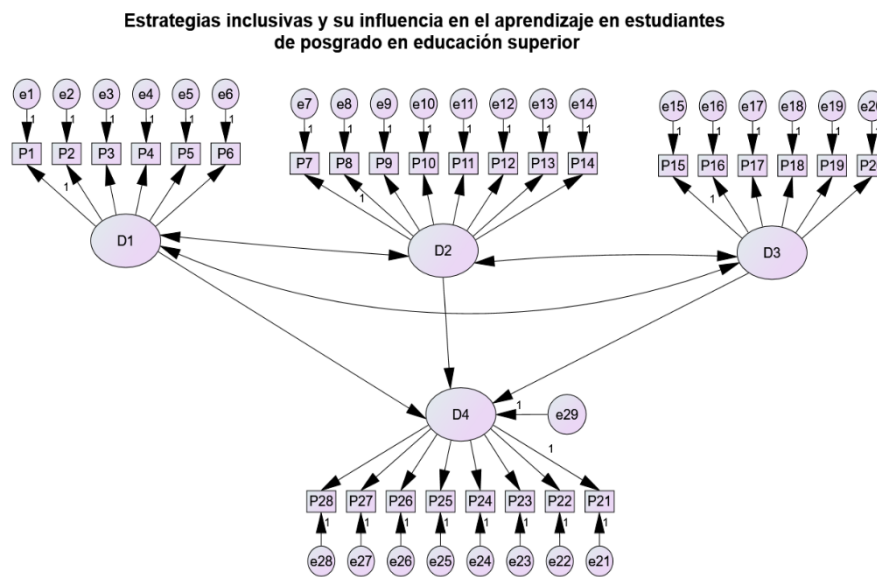 Estrategias inclusivas y su influencia en el aprendizaje en estudiantes
de posgrado en educación superior
e1 e2 e3 e4 e5 e6 e7 e8 e9 e10 e11 e12 e13 e14 e15 e16 e17 e18 e19
1 1 1 1 1 1 1 1 1 1 1 1 1 1 1 1 1 1 1 1
P1 P2 P3 P4 P5 P6 P7 P8 P9 P10 P11 P12 P13 P14 P15 P16 P17 P18 P19
1 1
D1 D2 D3
D4 1 e29
1
P28 P27 P26 P25 P24 P23 P22 P21
1 1 1 1 1 1 1 1
e28 e27 e26 e25 e24 e23 e22 e21